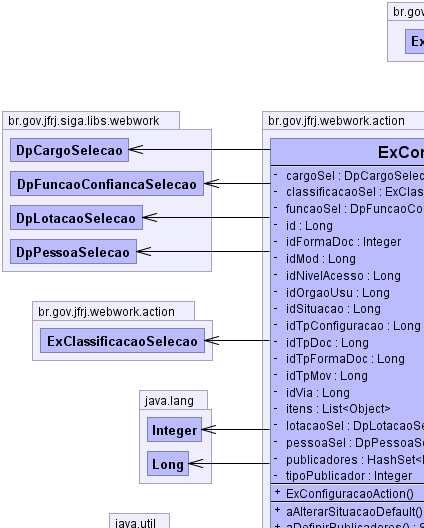 br.gov
Ex
br.gov.jfrj.siga.libs.webwork
DpCargoSelecao
DpFuncaoConfiancaSelecao
DpLotacaoSelecao
DpPessoaSelecao
br.gov.jfrj.webwork.action
ExClassificacaoSelecao
java.lang
Integer
Long
java.util
br.gov.jfrj.webwork.action
ExCon
- cargoSel : DpCargoSelec
- classificacaoSel : ExClas
- funcaoSel : DpFuncaoCo
- id : Long
- idFormaDoc : Integer
- idMod : Long
- idNivelAcesso : Long
- idOrgaoUsu : Long
- idSituacao : Long
- idTpConfiguracao : Long
- idTpDoc : Long
- idTpFormaDoc : Long
- idTpMov : Long
- idVia : Long
- itens : List<Object>
- lotacaoSel : DpLotacaoSe
- pessoaSel : DpPessoaSe
- publicadores : HashSet<
- tipoPublicador : Integer
+ ExConfiguracaoAction()
+ aAlterarSituacaoDefault()
+ aDefinirPublicadores() : S